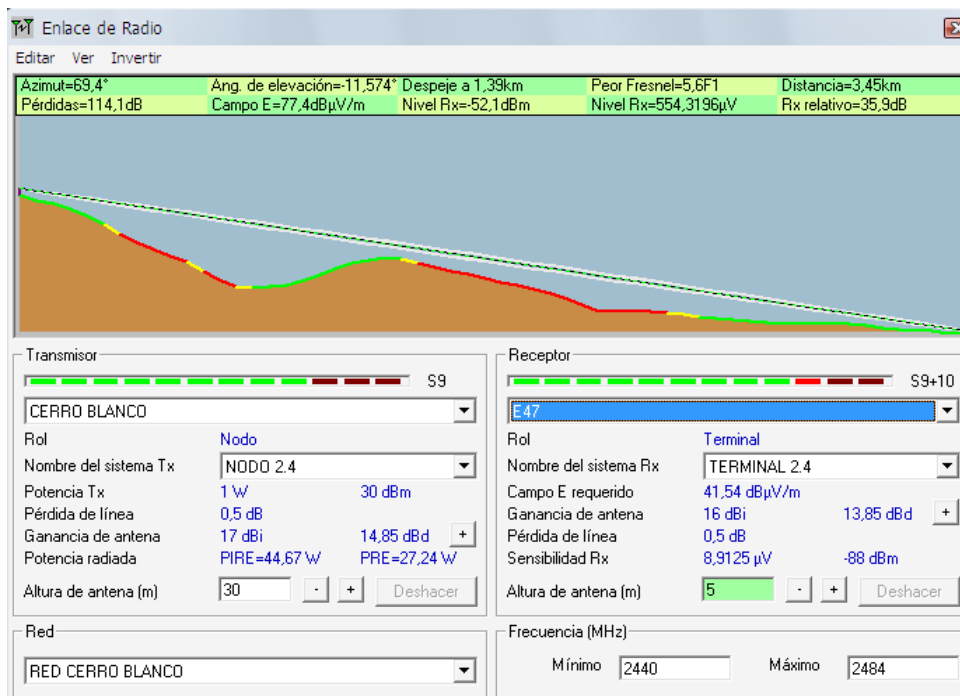 Enlace de Radio
Editar Ver Invertir
Azimut=69,4° Ang. de elevación=-11,574° Despeje a 1,39km Peor Fresnel=5,6F1 Distancia=3,45km
Pérdidas=114,1dB Campo E=77,4dBµV/m Nivel Rx=-52,1dBm Nivel Rx=554,3196µV Rx relativo=35,9dB
Transmisor
S9
CERRO BLANCO
Rol Nodo
Nombre del sistema Tx NODO 2.4
Potencia Tx 1 W 30 dBm
Pérdida de línea 0,5 dB
Ganancia de antena 17 dBi 14,85 dBd +
Potencia radiada PIRE=44,67 W PRE=27,24 W
Altura de antena (m) 30 - + Deshacer
Receptor
S9+10
E47
Rol Terminal
Nombre del sistema Rx TERMINAL 2.4
Campo E requerido 41,54 dBµV/m
Ganancia de antena 16 dBi 13,85 dBd +
Pérdida de línea 0,5 dB
Sensibilidad Rx 8,9125 µV -88 dBm
Altura de antena (m) 5 - + Deshacer
Red
RED CERRO BLANCO
Frecuencia (MHz)
Mínimo 2440 Máximo 2484